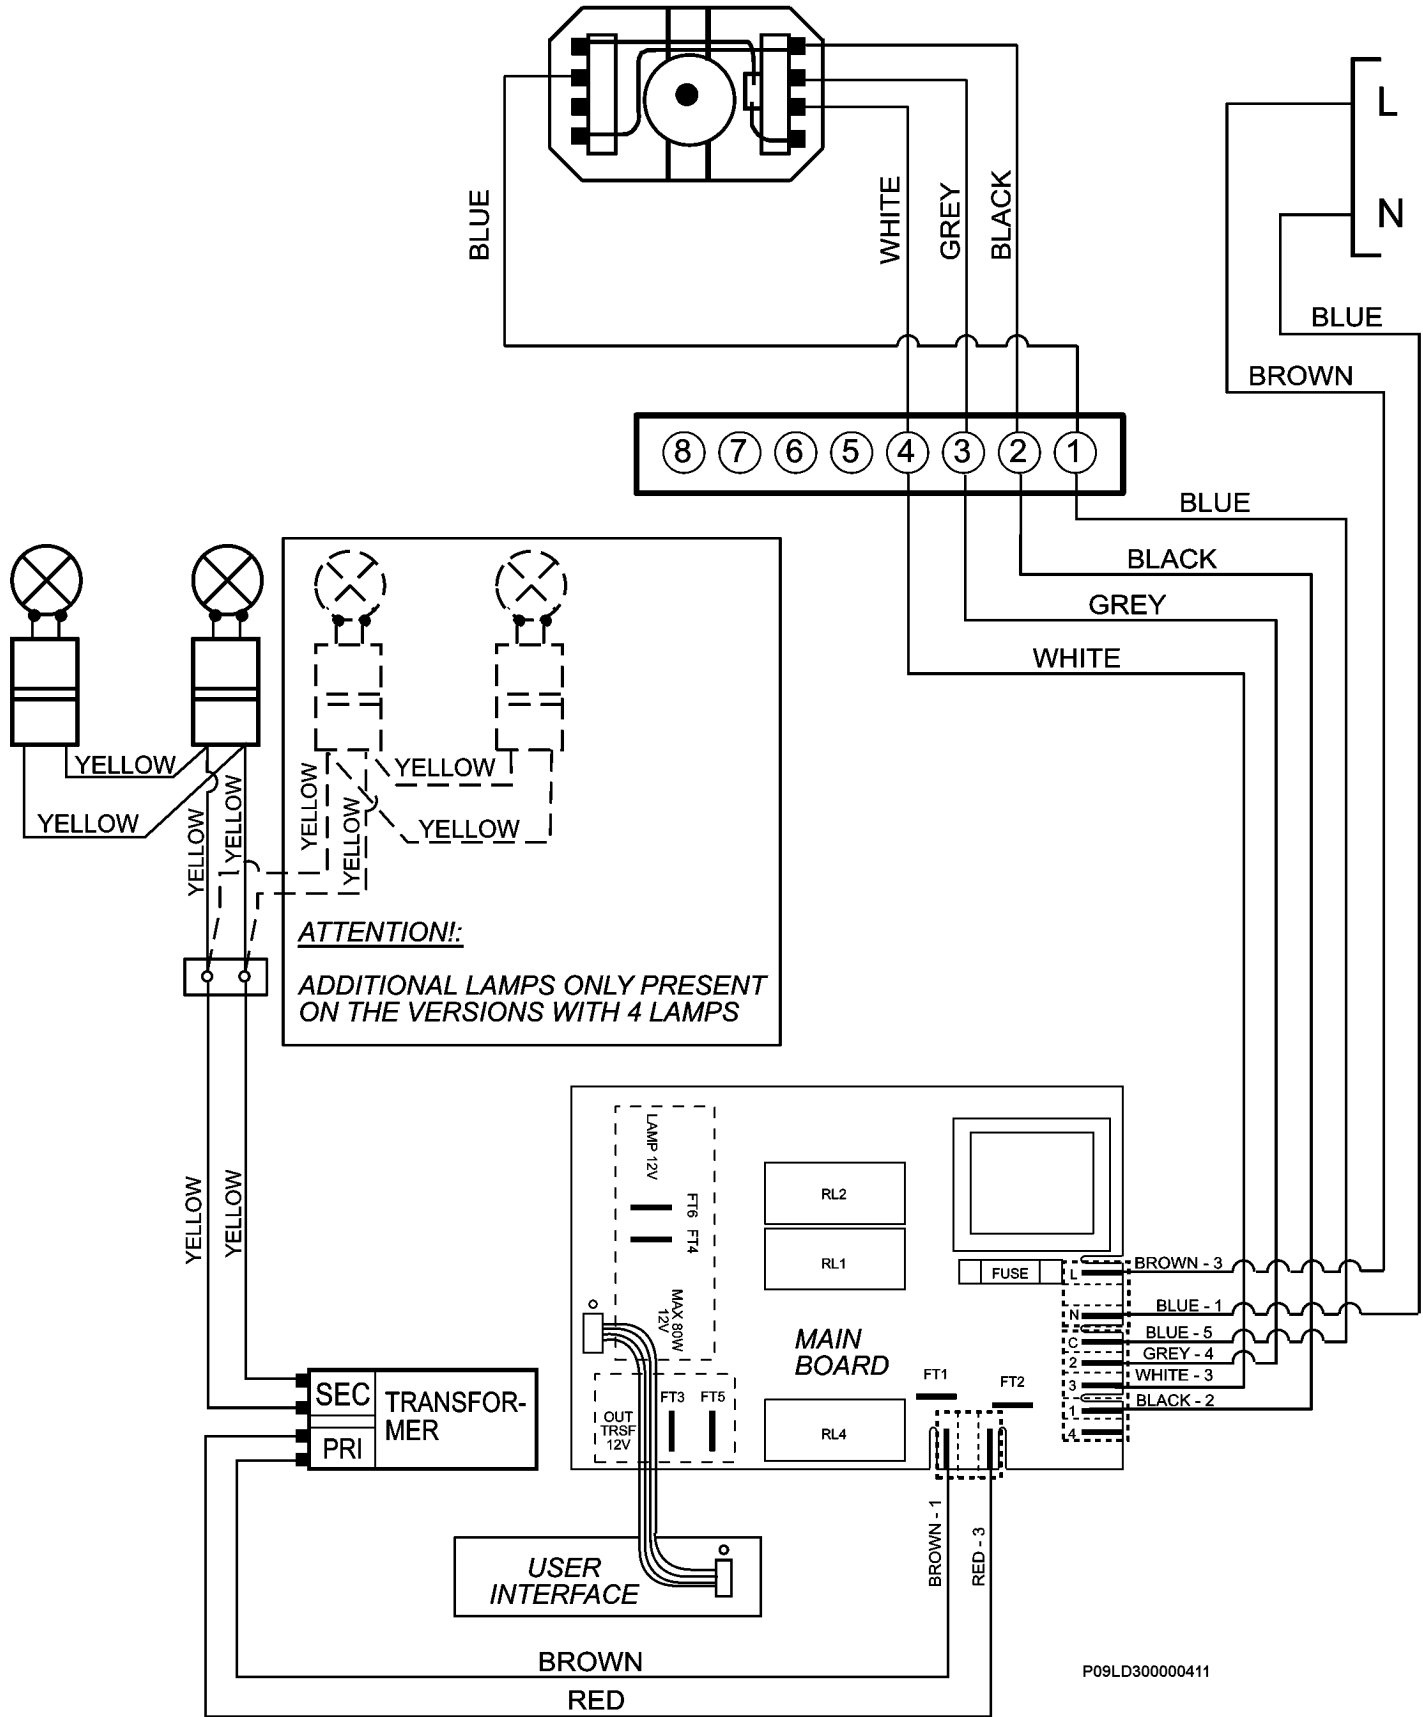 L
N
BLUE
WHITE
GREY
BLACK
BLUE
BROWN
8 7 6 5 4 3 2 1
BLUE
BLACK
GREY
WHITE
YELLOW
YELLOW
YELLOW
YELLOW
YELLOW
YELLOW
YELLOW
YELLOW
ATTENTION!:
ADDITIONAL LAMPS ONLY PRESENT
ON THE VERSIONS WITH 4 LAMPS
YELLOW
YELLOW
LAMP 12V
FT6
FT4
MAX 80W
12V
RL2
RL1
FUSE
MAIN
BOARD
L
N
C
2
3
1
4
BROWN - 3
BLUE - 1
BLUE - 5
GREY - 4
WHITE - 3
BLACK - 2
FT1
FT2
SEC
PRI
TRANSFOR-
MER
OUT
TRSF
12V
FT3
FT5
RL4
BROWN - 1
RED - 3
USER
INTERFACE
BROWN
RED
P09LD300000411